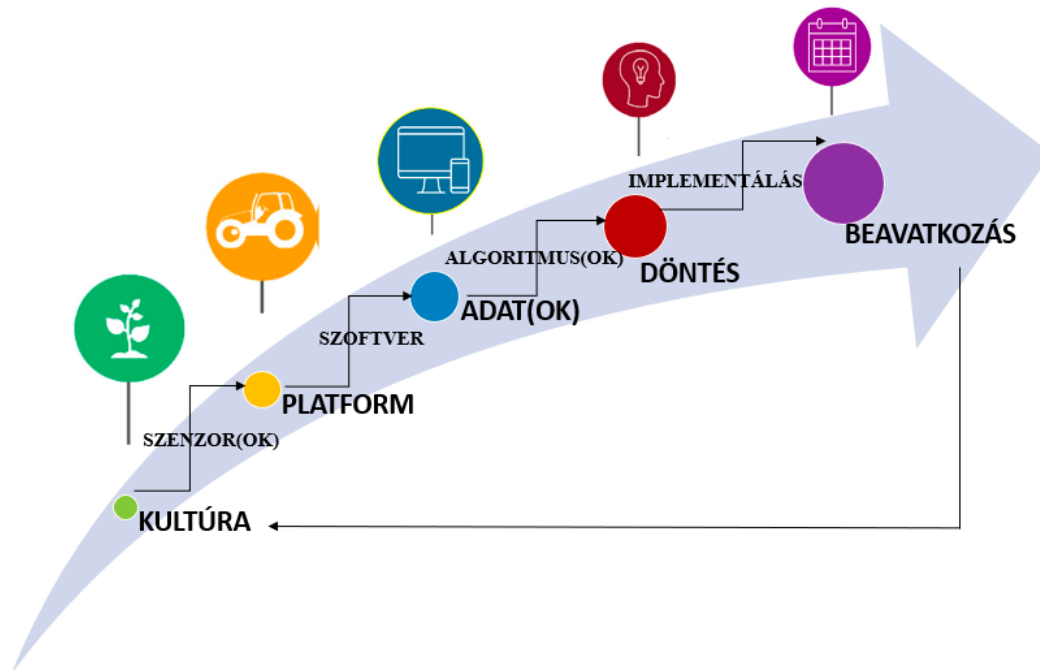 KULTÚRA
SZENZOR(OK)
PLATFORM
SZOFTVER
ADAT(OK)
ALGORITMUS(OK)
DÖNTÉS
IMPLEMENTÁLÁS
BEAVATKOZÁS